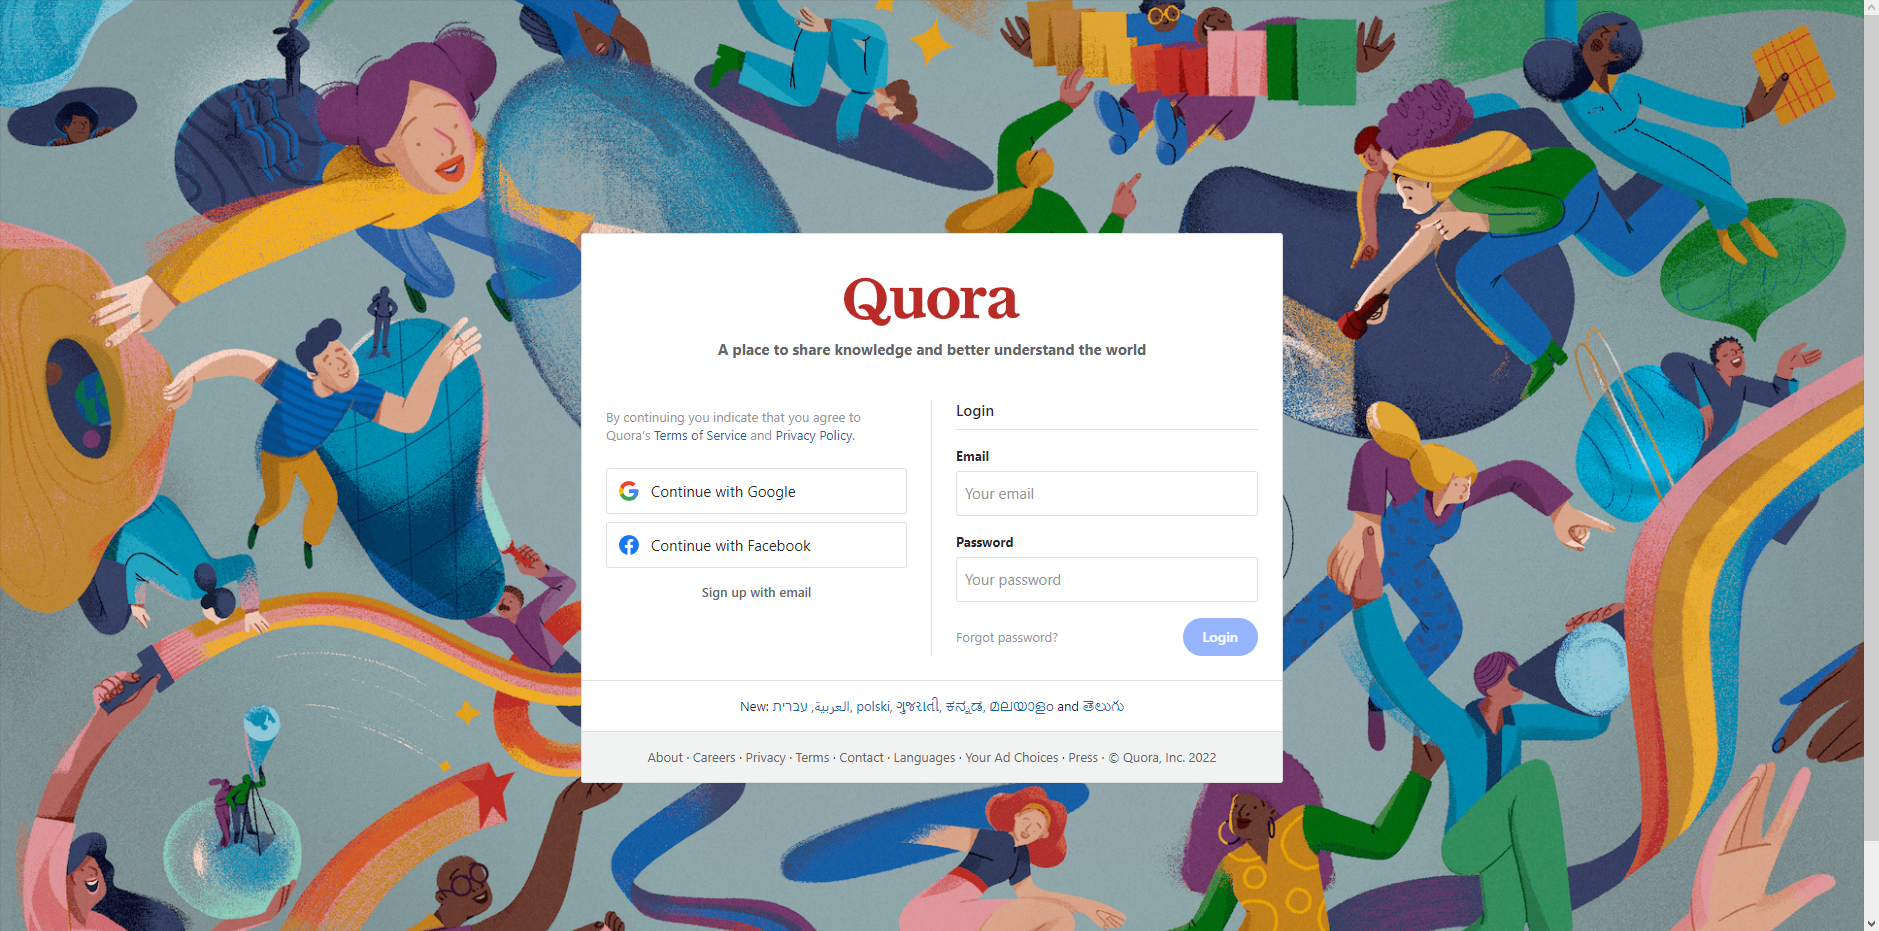 Quora
A place to share knowledge and better understand the world
By continuing you indicate that you agree to
Quora's Terms of Service and Privacy Policy.
Continue with Google
Continue with Facebook
Sign up with email
Login
Email
Your email
Password
Your password
Forgot password?
Login
New: עברית, العربية, polski, ગુજરાતી, ಕನ್ನಡ, മലയാളം and తెలుగు
About · Careers · Privacy · Terms · Contact · Languages · Your Ad Choices · Press · © Quora, Inc. 2022